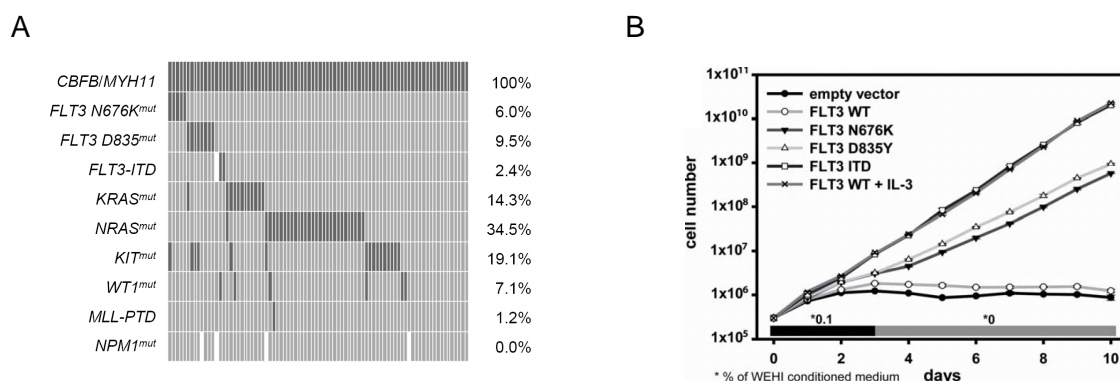 A
CBFB/MYH11 100%
FLT3 N676Kmut 6.0%
FLT3 D835mut 9.5%
FLT3-ITD 2.4%
KRASmut 14.3%
NRASmut 34.5%
KITmut 19.1%
WT1mut 7.1%
MLL-PTD 1.2%
NPM1mut 0.0%
B
cell number
1x10¹¹
1x10¹⁰
1x10⁹
1x10⁸
1x10⁷
1x10⁶
1x10⁵
empty vector
FLT3 WT
FLT3 N676K
FLT3 D835Y
FLT3 ITD
FLT3 WT + IL-3
*0.1 *0
0 2 4 6 8 10
* % of WEHI conditioned medium days